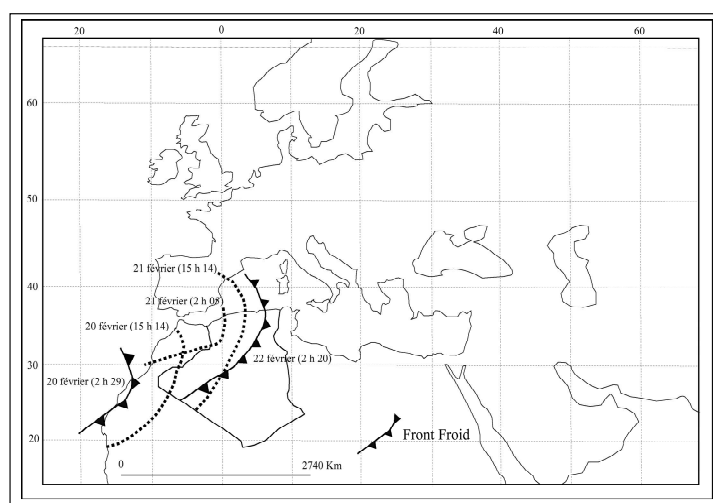 20 0 20 40 60
60
50
21 février (15 h 14)
40
21 février (2 h 08)
20 février (15 h 14)
22 février (2 h 20)
30
20 février (2 h 29)
Front Froid
20
0 2740 Km